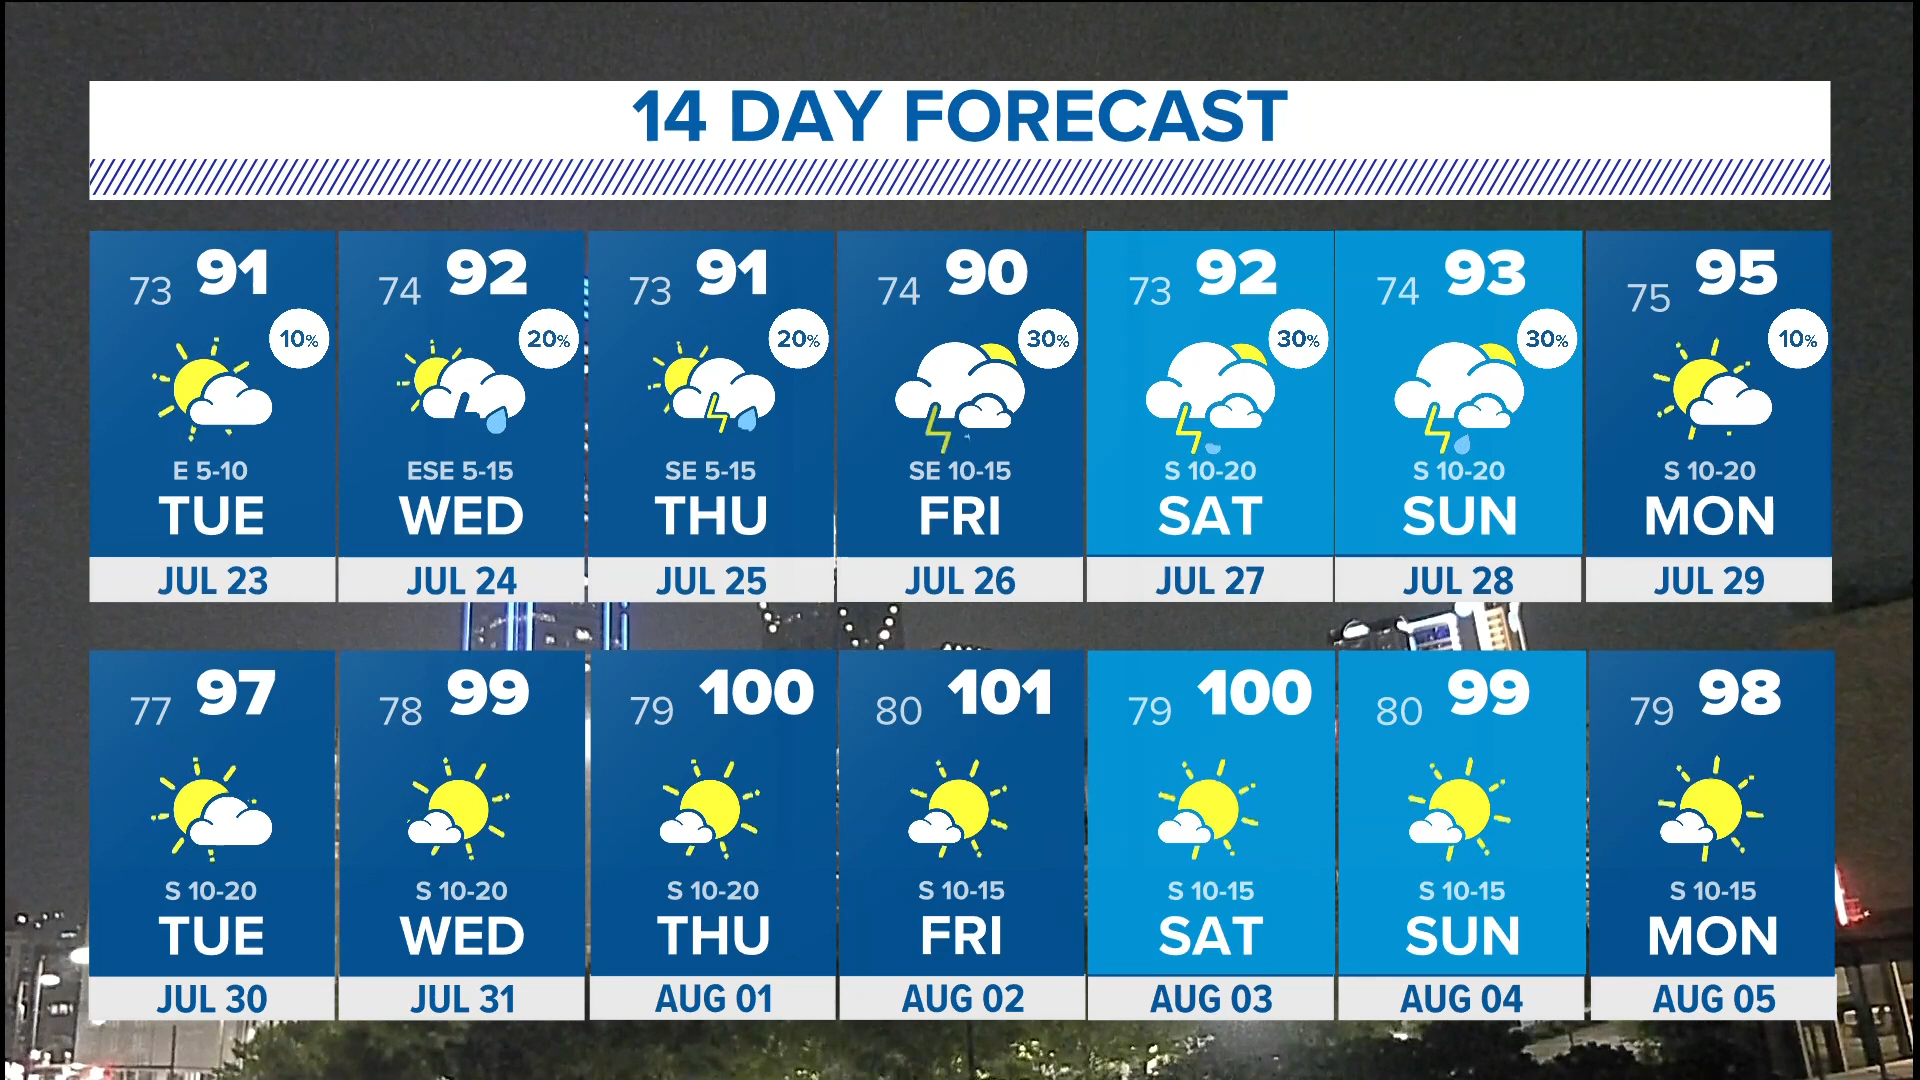 14 DAY FORECAST
73 91
10%
E 5-10
TUE
JUL 23
74 92
20%
ESE 5-15
WED
JUL 24
73 91
20%
SE 5-15
THU
JUL 25
74 90
30%
SE 10-15
FRI
JUL 26
73 92
30%
S 10-20
SAT
JUL 27
74 93
30%
S 10-20
SUN
JUL 28
75 95
10%
S 10-20
MON
JUL 29
77 97
S 10-20
TUE
JUL 30
78 99
S 10-20
WED
JUL 31
79 100
S 10-20
THU
AUG 01
80 101
S 10-15
FRI
AUG 02
79 100
S 10-15
SAT
AUG 03
80 99
S 10-15
SUN
AUG 04
79 98
S 10-15
MON
AUG 05